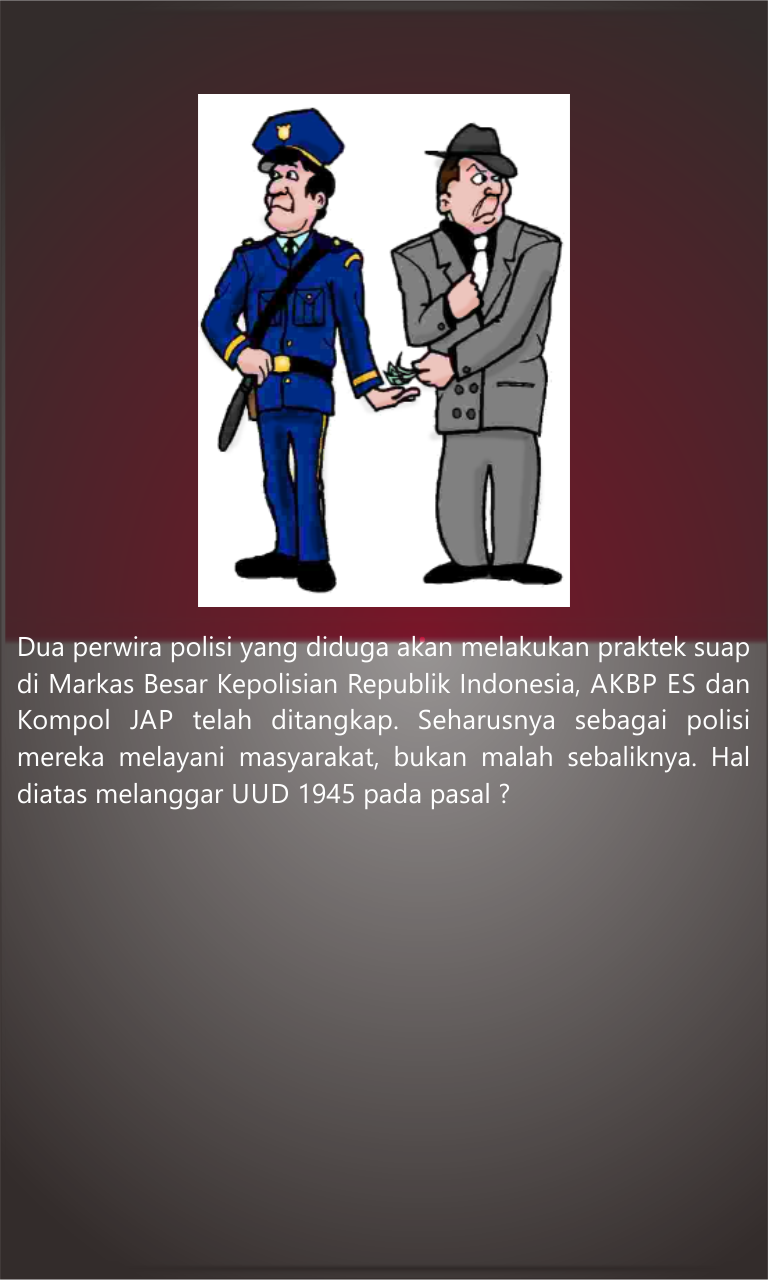 Dua perwira polisi yang diduga akan melakukan praktek suap
di Markas Besar Kepolisian Republik Indonesia, AKBP ES dan
Kompol JAP telah ditangkap. Seharusnya sebagai polisi
mereka melayani masyarakat, bukan malah sebaliknya. Hal
diatas melanggar UUD 1945 pada pasal ?